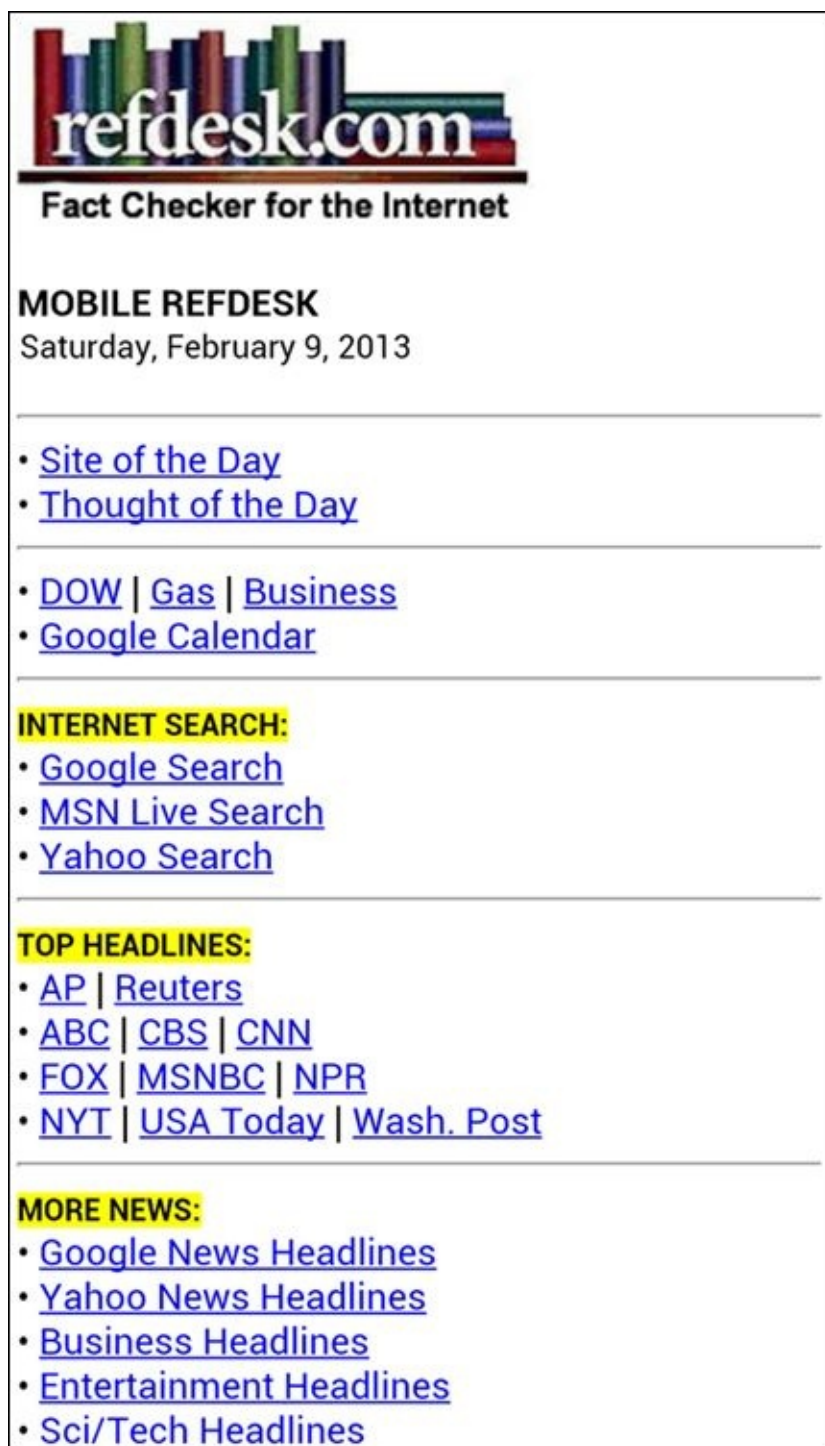 refdesk.com
Fact Checker for the Internet
MOBILE REFDESK
Saturday, February 9, 2013
• Site of the Day
• Thought of the Day
• DOW | Gas | Business
• Google Calendar
INTERNET SEARCH:
• Google Search
• MSN Live Search
• Yahoo Search
TOP HEADLINES:
• AP | Reuters
• ABC | CBS | CNN
• FOX | MSNBC | NPR
• NYT | USA Today | Wash. Post
MORE NEWS:
• Google News Headlines
• Yahoo News Headlines
• Business Headlines
• Entertainment Headlines
• Sci/Tech Headlines